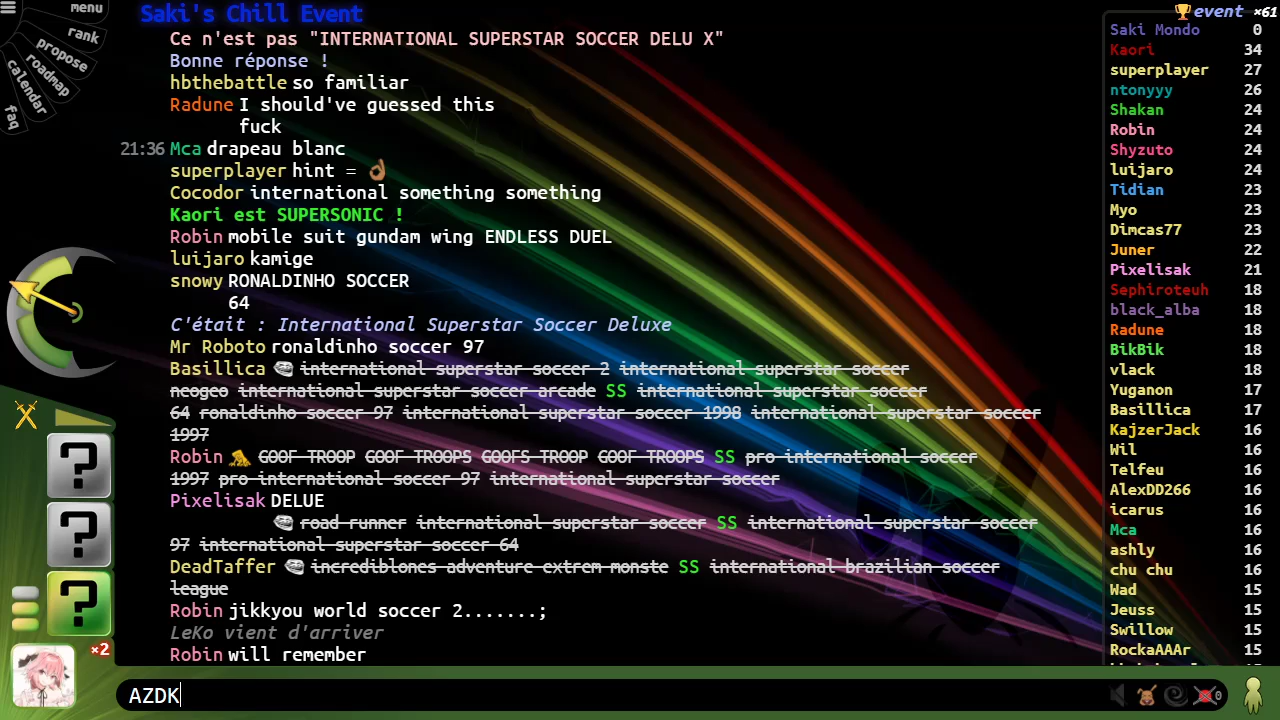 menu
rank
propose
roadmap
calendar
faq
Saki's Chill Event
Ce n'est pas "INTERNATIONAL SUPERSTAR SOCCER DELU X"
Bonne réponse !
hbthebattle so familiar
Radune I should've guessed this
fuck
21:36 Mca drapeau blanc
superplayer hint = 👌🏽
Cocodor international something something
Kaori est SUPERSONIC !
Robin mobile suit gundam wing ENDLESS DUEL
luijaro kamige
snowy RONALDINHO SOCCER
64
C'était : International Superstar Soccer Deluxe
Mr Roboto ronaldinho soccer 97
Basillica international superstar soccer 2 international superstar soccer
neogeo international superstar soccer arcade SS international superstar soccer
64 ronaldinho soccer 97 international superstar soccer 1998 international superstar soccer
1997
Robin GOOF TROOP GOOF TROOPS GOOFS TROOP GOOF TROOPS SS pro international soccer
1997 pro international soccer 97 international superstar soccer
Pixelisak DELUE
road runner international superstar soccer SS international superstar soccer
97 international superstar soccer 64
DeadTaffer incrediblones adventure extrem monste SS international brazilian soccer
league
Robin jikkyou world soccer 2.......;
LeKo vient d'arriver
Robin will remember
?
?
?
×2
AZDK
0
event ×61
Saki Mondo 0
Kaori 34
superplayer 27
ntonyyy 26
Shakan 24
Robin 24
Shyzuto 24
luijaro 24
Tidian 23
Myo 23
Dimcas77 23
Juner 22
Pixelisak 21
Sephiroteuh 18
black_alba 18
Radune 18
BikBik 18
vlack 18
Yuganon 17
Basillica 17
KajzerJack 16
Wil 16
Telfeu 16
AlexDD266 16
icarus 16
Mca 16
ashly 16
chu chu 16
Wad 15
Jeuss 15
Swillow 15
RockaAAAr 15